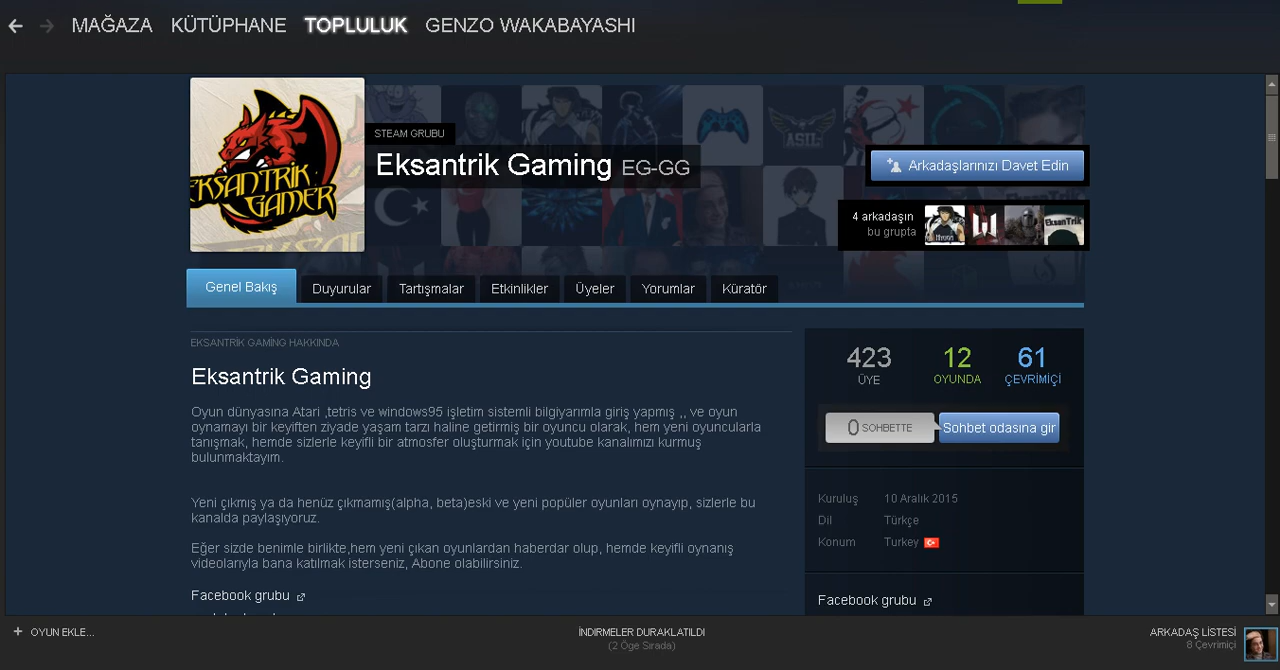 MAĞAZA KÜTÜPHANE TOPLULUK GENZO WAKABAYASHI
EKSANTRIK
GAMER
STEAM GRUBU
Eksantrik Gaming EG-GG
ASIL
Arkadaşlarınızı Davet Edin
4 arkadaşın
bu grupta
EksanTrik
Genel Bakış Duyurular Tartışmalar Etkinlikler Üyeler Yorumlar Küratör
EKSANTRİK GAMİNG HAKKINDA
Eksantrik Gaming
Oyun dünyasına Atari ,tetris ve windows95 işletim sistemli bilgiyarımla giriş yapmış ,, ve oyun
oynamayı bir keyiften ziyade yaşam tarzı haline getirmiş bir oyuncu olarak, hem yeni oyuncularla
tanışmak, hemde sizlerle keyifli bir atmosfer oluşturmak için youtube kanalımızı kurmuş
bulunmaktayım.
Yeni çıkmış ya da henüz çıkmamış(alpha, beta)eski ve yeni popüler oyunları oynayıp, sizlerle bu
kanalda paylaşıyoruz.
Eğer sizde benimle birlikte,hem yeni çıkan oyunlardan haberdar olup, hemde keyifli oynanış
videolarıyla bana katılmak isterseniz, Abone olabilirsiniz.
Facebook grubu
423 12 61
ÜYE OYUNDA ÇEVRİMİÇİ
0 SOHBETTE Sohbet odasına gir
Kuruluş 10 Aralık 2015
Dil Türkçe
Konum Turkey
Facebook grubu
+ OYUN EKLE...
İNDİRMELER DURAKLATILDI
(2 Öge Sırada)
ARKADAŞ LİSTESİ
8 Çevrimiçi